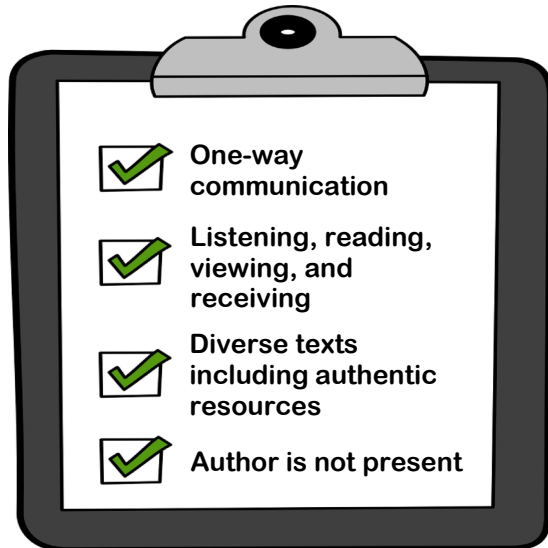 One-way
communication
Listening, reading,
viewing, and
receiving
Diverse texts
including authentic
resources
Author is not present